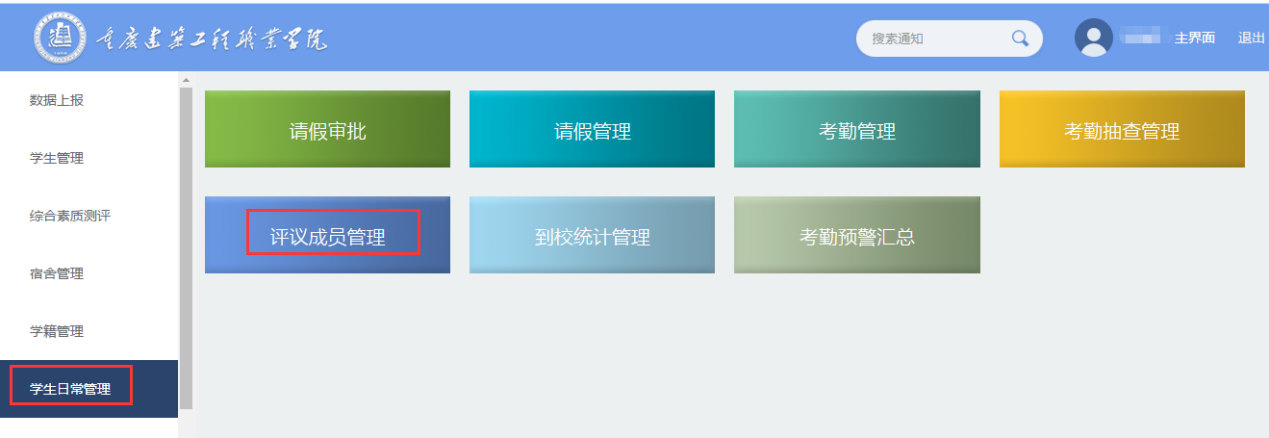 重庆建筑工程职业学院
搜索通知
主界面 退出
数据上报
学生管理
综合素质测评
宿舍管理
学籍管理
学生日常管理
请假审批 请假管理 考勤管理 考勤抽查管理
评议成员管理 到校统计管理 考勤预警汇总